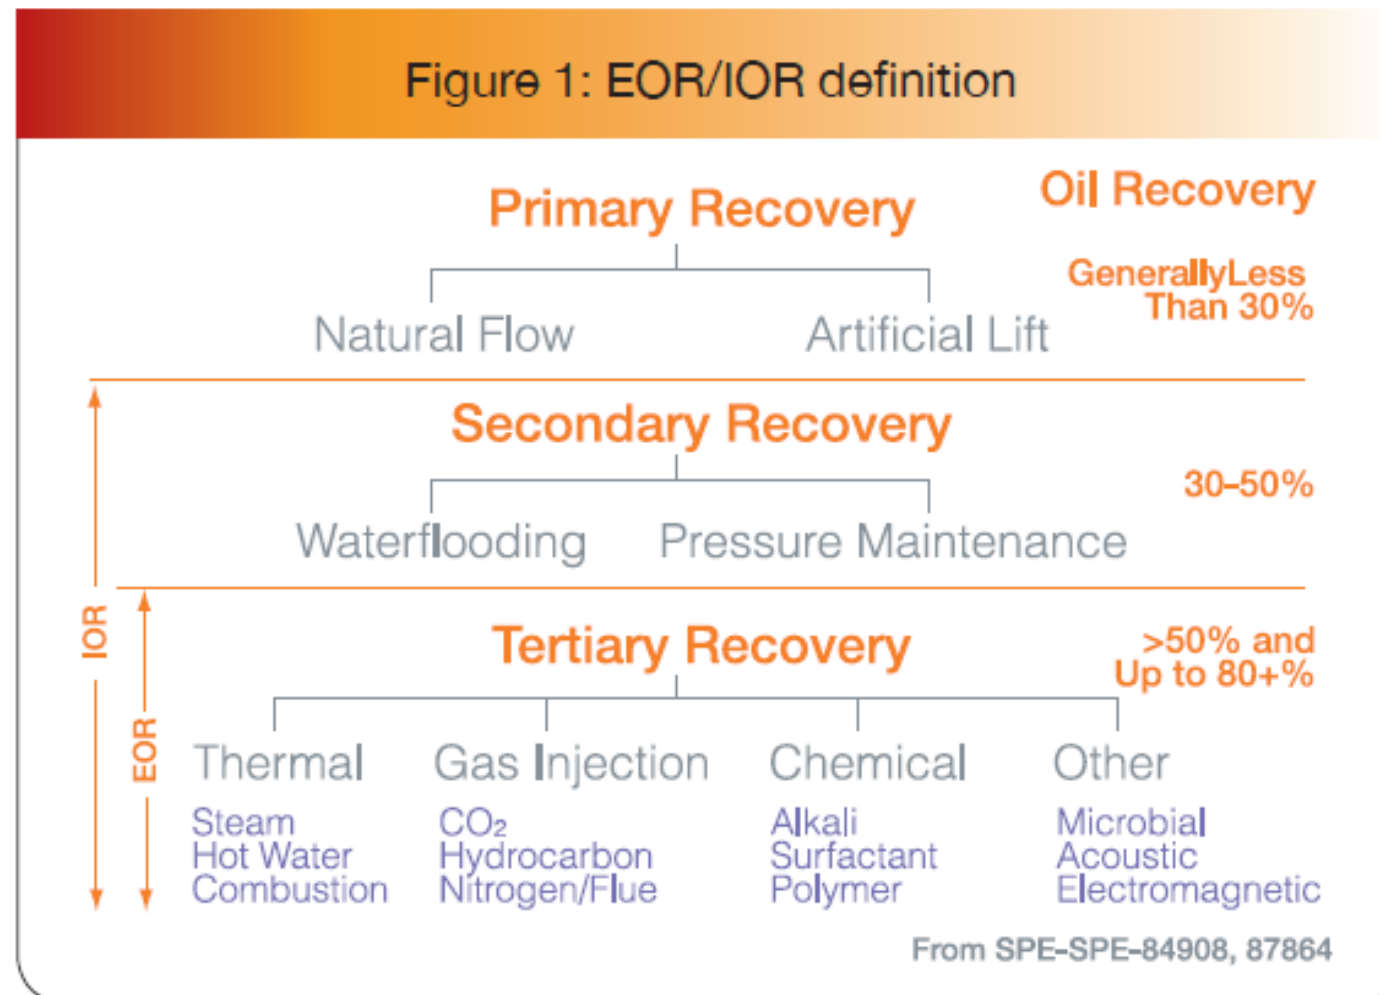 Figure 1: EOR/IOR definition
Oil Recovery
Primary Recovery
GenerallyLess
Than 30%
Natural Flow
Artificial Lift
Secondary Recovery
30–50%
Waterflooding
Pressure Maintenance
IOR
EOR
Tertiary Recovery
>50% and
Up to 80+%
Thermal
Steam
Hot Water
Combustion
Gas Injection
CO₂
Hydrocarbon
Nitrogen/Flue
Chemical
Alkali
Surfactant
Polymer
Other
Microbial
Acoustic
Electromagnetic
From SPE-SPE-84908, 87864